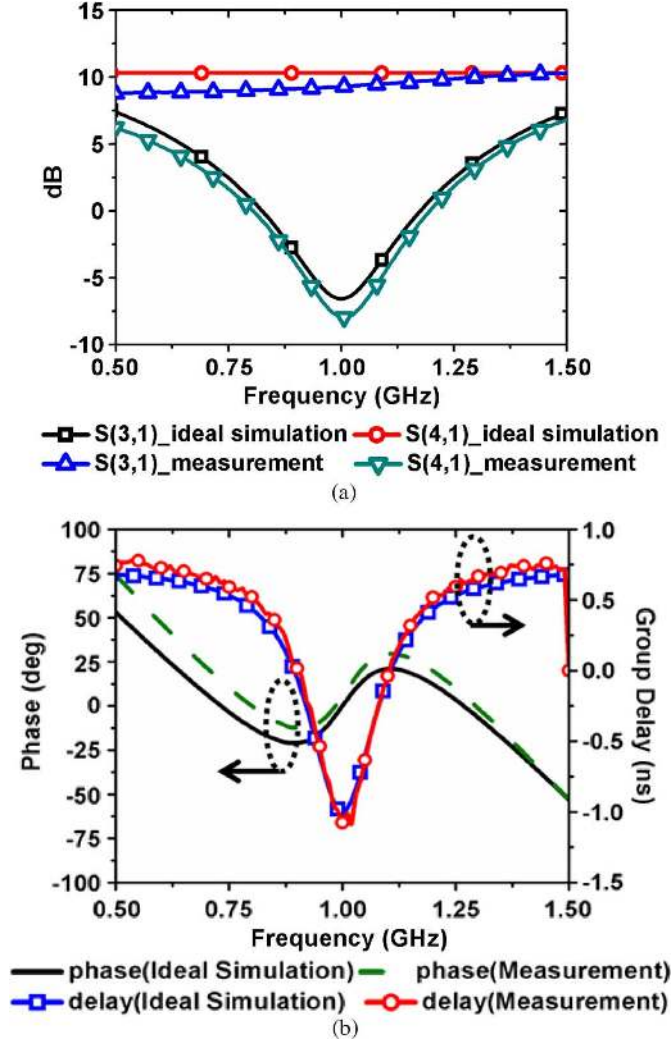 15
10
5
0
-5
-10
dB
0.50 0.75 1.00 1.25 1.50
Frequency (GHz)
S(3,1)_ideal simulation S(4,1)_ideal simulation
S(3,1)_measurement S(4,1)_measurement
(a)
100
75
50
25
0
-25
-50
-75
-100
Phase (deg)
1.0
0.5
0.0
-0.5
-1.0
-1.5
Group Delay (ns)
0.50 0.75 1.00 1.25 1.50
Frequency (GHz)
phase(Ideal Simulation) phase(Measurement)
delay(Ideal Simulation) delay(Measurement)
(b)